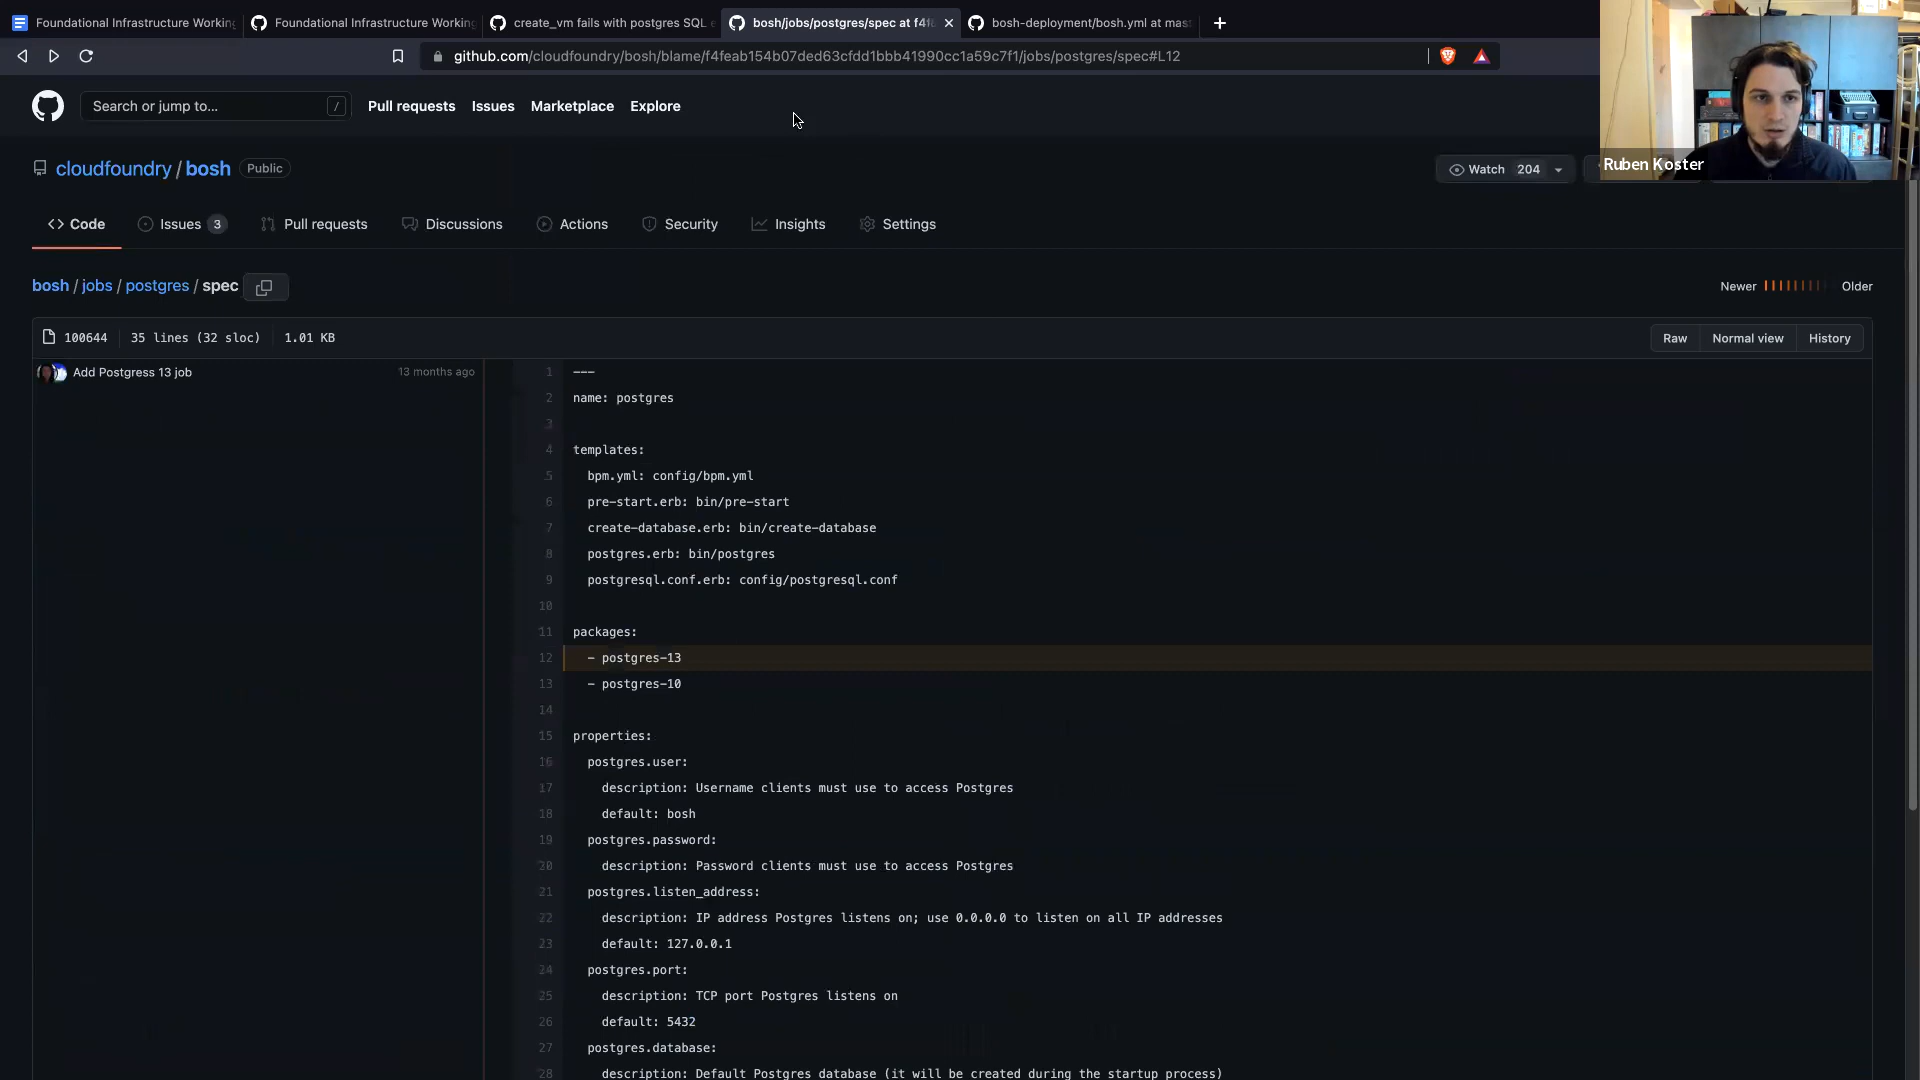 Foundational Infrastructure Working
Foundational Infrastructure Working
create_vm fails with postgres SQL
bosh/jobs/postgres/spec at f4f
bosh-deployment/bosh.yml at mas
github.com/cloudfoundry/bosh/blame/f4feab154b07ded63cfdd1bbb41990cc1a59c7f1/jobs/postgres/spec#L12
Search or jump to...
/
Pull requests
Issues
Marketplace
Explore
Ruben Koster
cloudfoundry / bosh
Public
Watch 204
Code
Issues 3
Pull requests
Discussions
Actions
Security
Insights
Settings
bosh / jobs / postgres / spec
Newer
Older
100644
35 lines (32 sloc)
1.01 KB
Raw
Normal view
History
Add Postgress 13 job
13 months ago
1 ---
2 name: postgres
3
4 templates:
5 bpm.yml: config/bpm.yml
6 pre-start.erb: bin/pre-start
7 create-database.erb: bin/create-database
8 postgres.erb: bin/postgres
9 postgresql.conf.erb: config/postgresql.conf
10
11 packages:
12 - postgres-13
13 - postgres-10
14
15 properties:
16 postgres.user:
17 description: Username clients must use to access Postgres
18 default: bosh
19 postgres.password:
20 description: Password clients must use to access Postgres
21 postgres.listen_address:
22 description: IP address Postgres listens on; use 0.0.0.0 to listen on all IP addresses
23 default: 127.0.0.1
24 postgres.port:
25 description: TCP port Postgres listens on
26 default: 5432
27 postgres.database:
28 description: Default Postgres database (it will be created during the startup process)